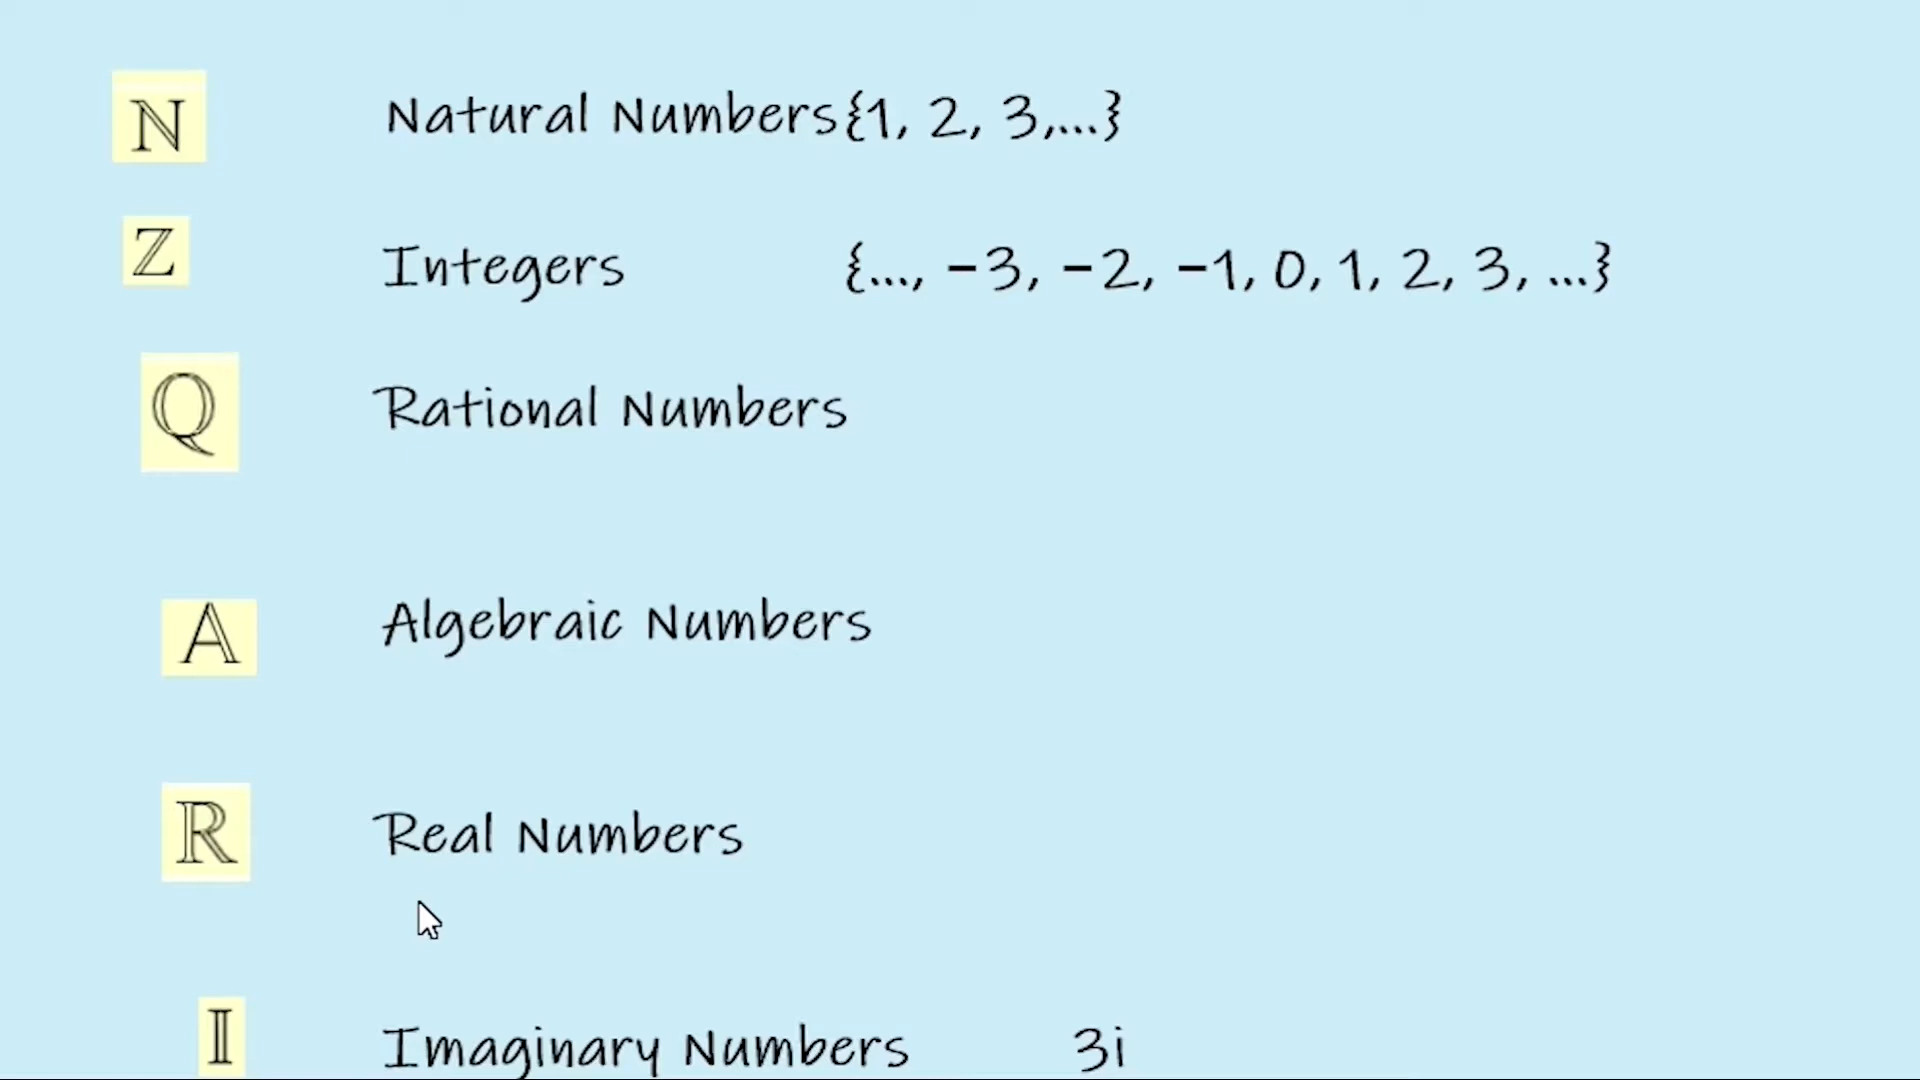 ℕ Natural Numbers {1, 2, 3,...}
ℤ Integers {..., -3, -2, -1, 0, 1, 2, 3, ...}
ℚ Rational Numbers
𝔸 Algebraic Numbers
ℝ Real Numbers
𝕀 Imaginary Numbers 3i